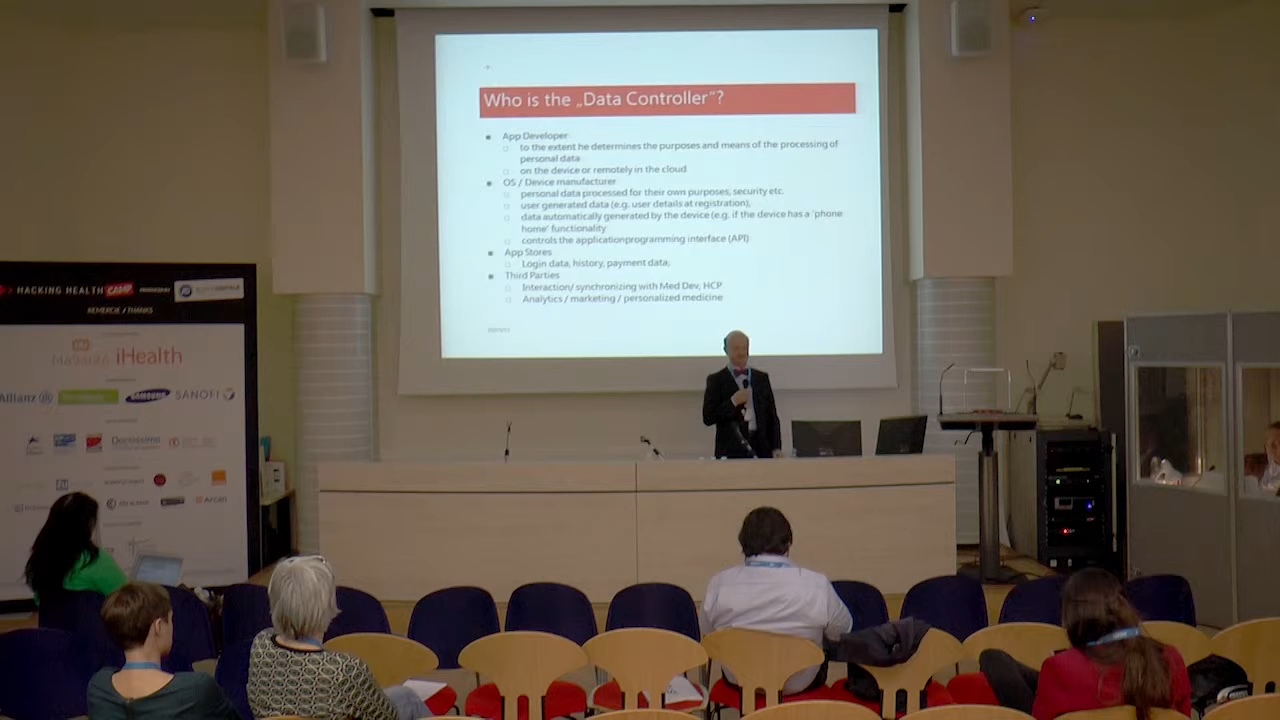 Who is the „Data Controller"?
App Developer
to the extent he determines the purposes and means of the processing of
personal data
on the device or remotely in the cloud
OS / Device manufacturer
personal data processed for their own purposes, security etc.
user generated data (e.g. user details at registration),
data automatically generated by the device (e.g. if the device has a 'phone
home' functionality
controls the applicationprogramming interface (API)
App Stores
Login data, history, payment data,
Third Parties
Interaction/ synchronizing with Med Dev, HCP
Analytics / marketing / personalized medicine
HACKING HEALTH CAMP
#EMERCIE / THANKS
iHealth
Allianz
SAMSUNG
SANOFI